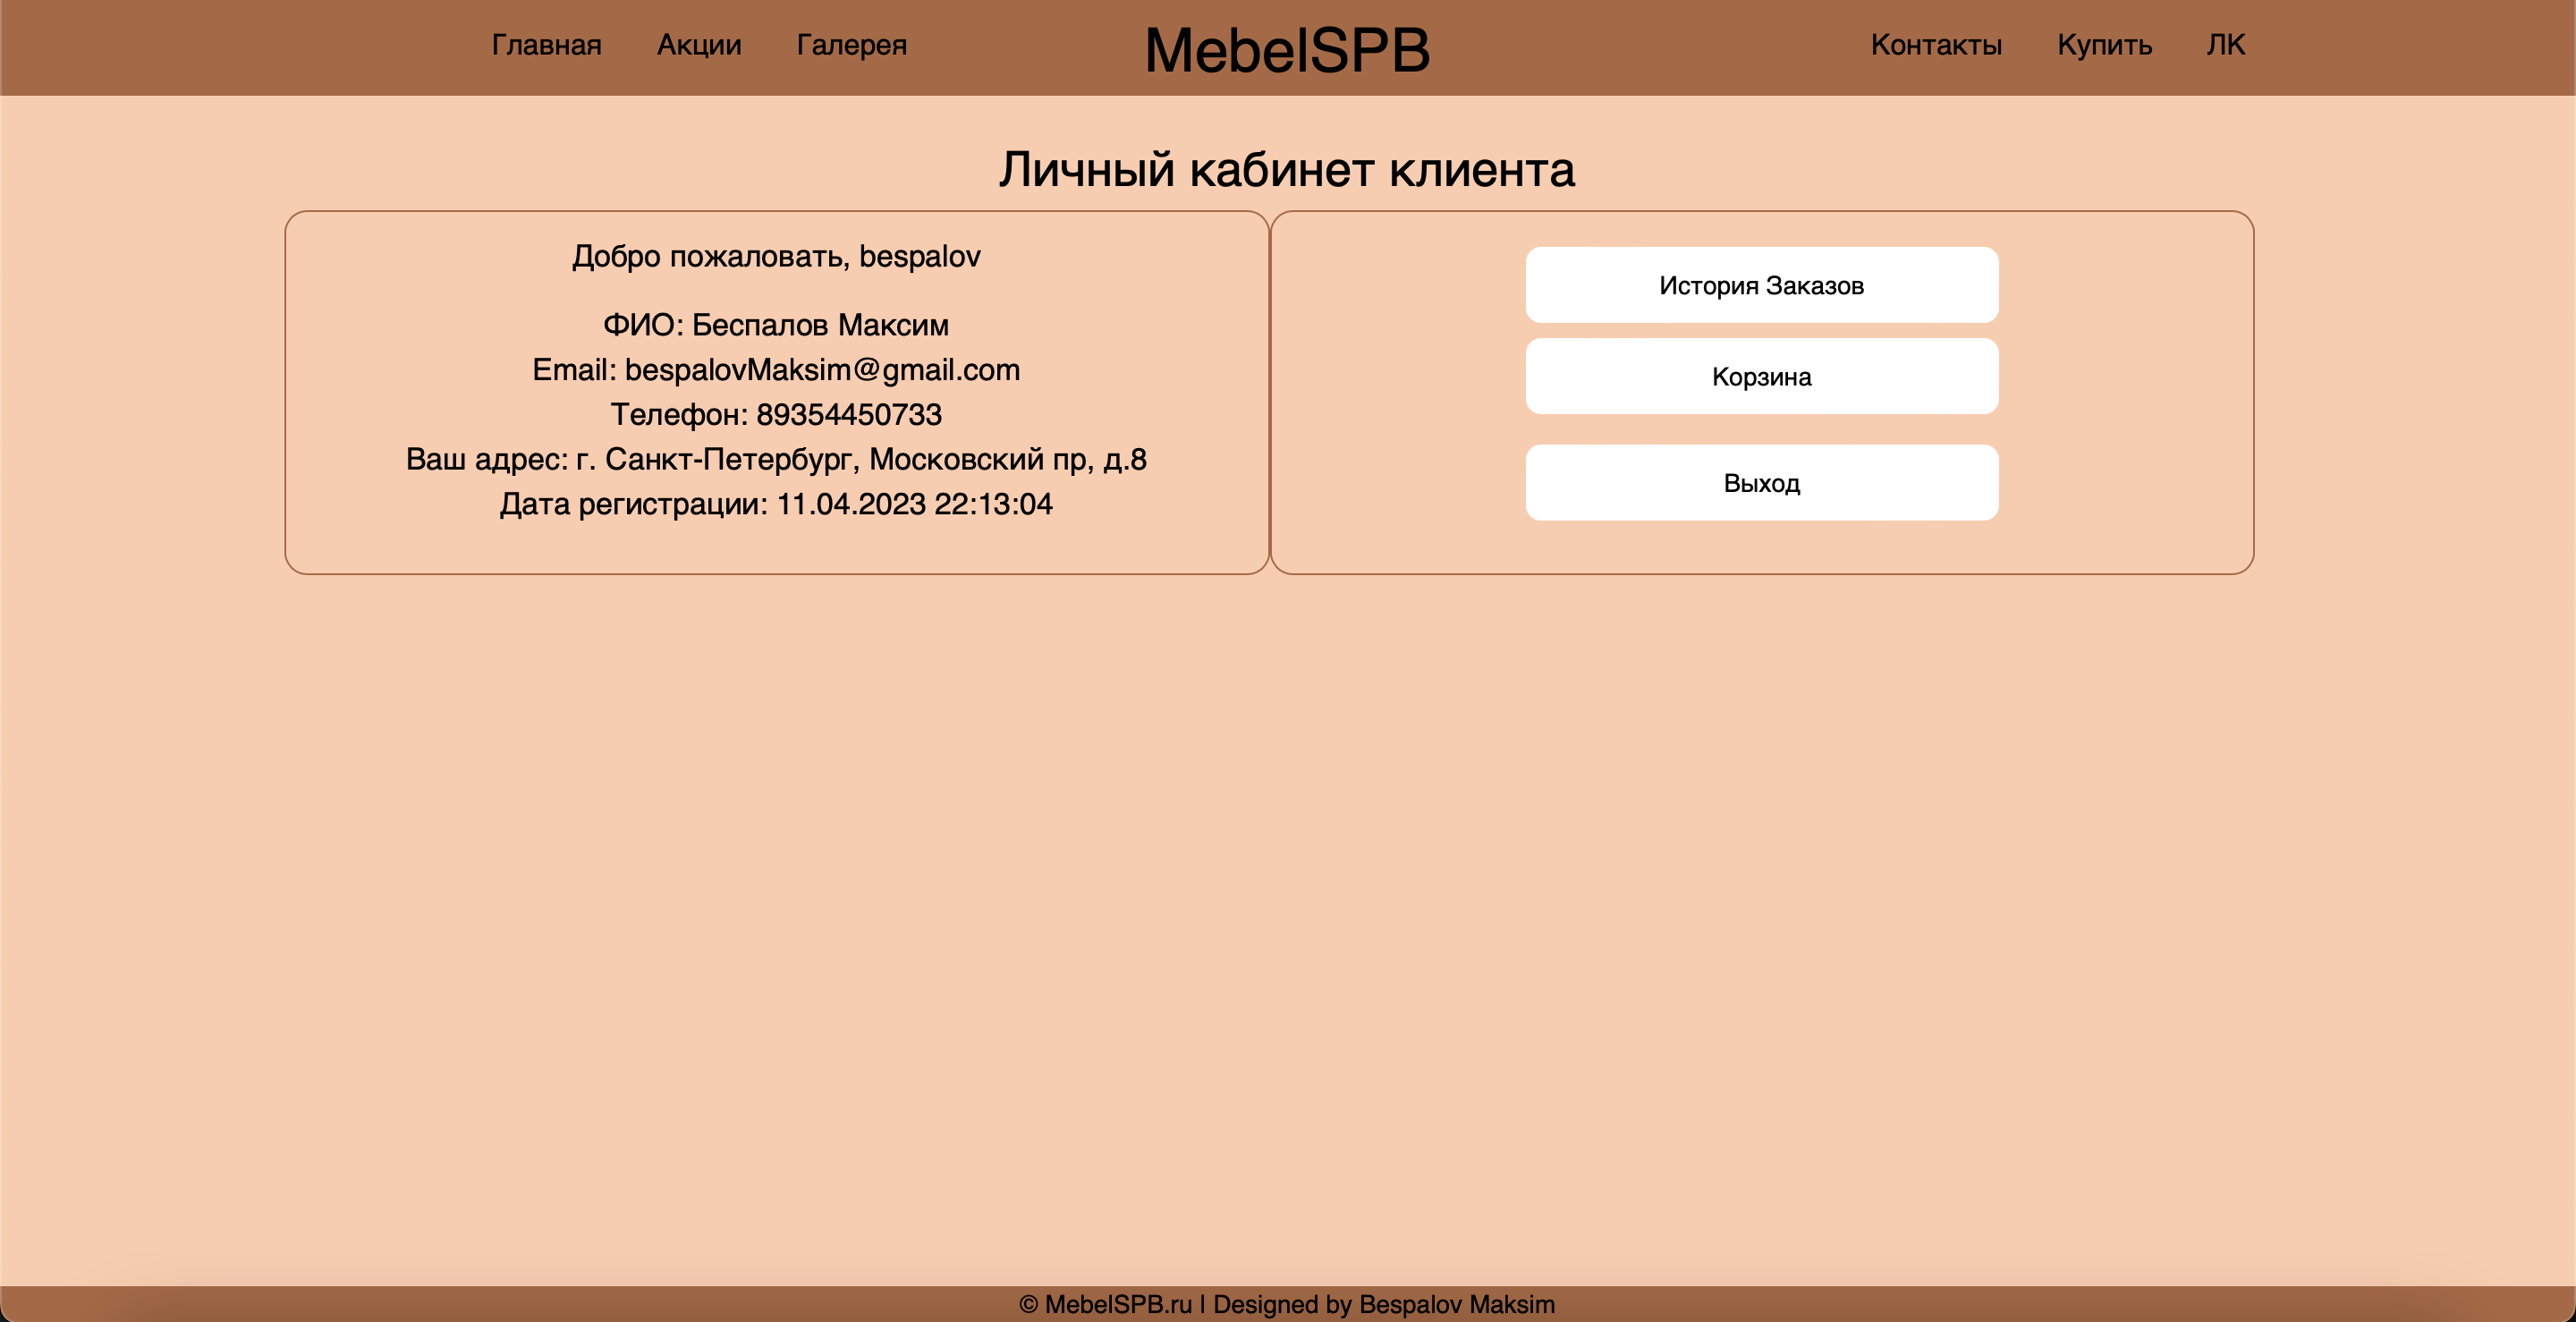 Главная Акции Галерея MebelSPB Контакты Купить ЛК
Личный кабинет клиента
Добро пожаловать, bespalov
ФИО: Беспалов Максим
Email: bespalovMaksim@gmail.com
Телефон: 89354450733
Ваш адрес: г. Санкт-Петербург, Московский пр, д.8
Дата регистрации: 11.04.2023 22:13:04
История Заказов
Корзина
Выход
© MebelSPB.ru | Designed by Bespalov Maksim